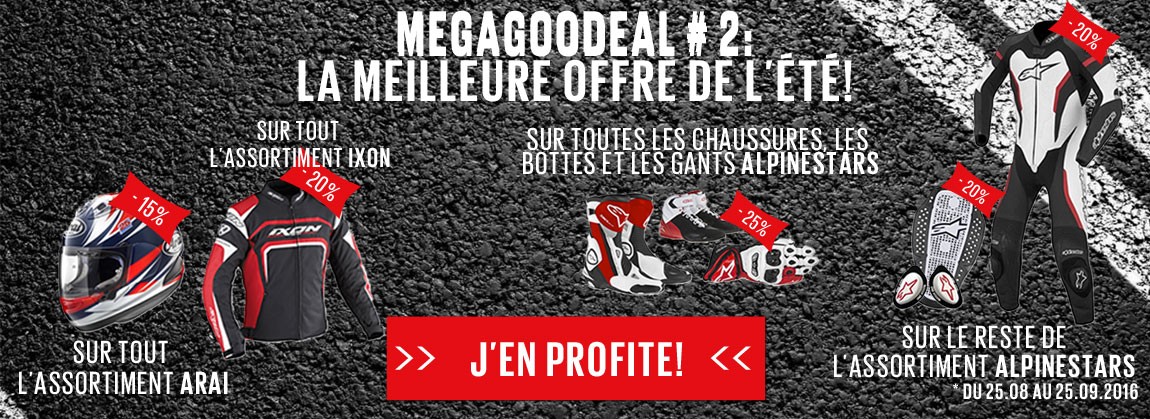 MEGAGOODEAL # 2:
LA MEILLEURE OFFRE DE L'ÉTÉ!
SUR TOUT
L'ASSORTIMENT IXON
- 20%
IXON
SUR TOUTES LES CHAUSSURES, LES
BOTTES ET LES GANTS ALPINESTARS
- 25%
- 20%
- 20%
- 15%
SUR TOUT
L'ASSORTIMENT ARAI
>> J'EN PROFITE! <<
SUR LE RESTE DE
L'ASSORTIMENT ALPINESTARS
* DU 25.08 AU 25.09.2016